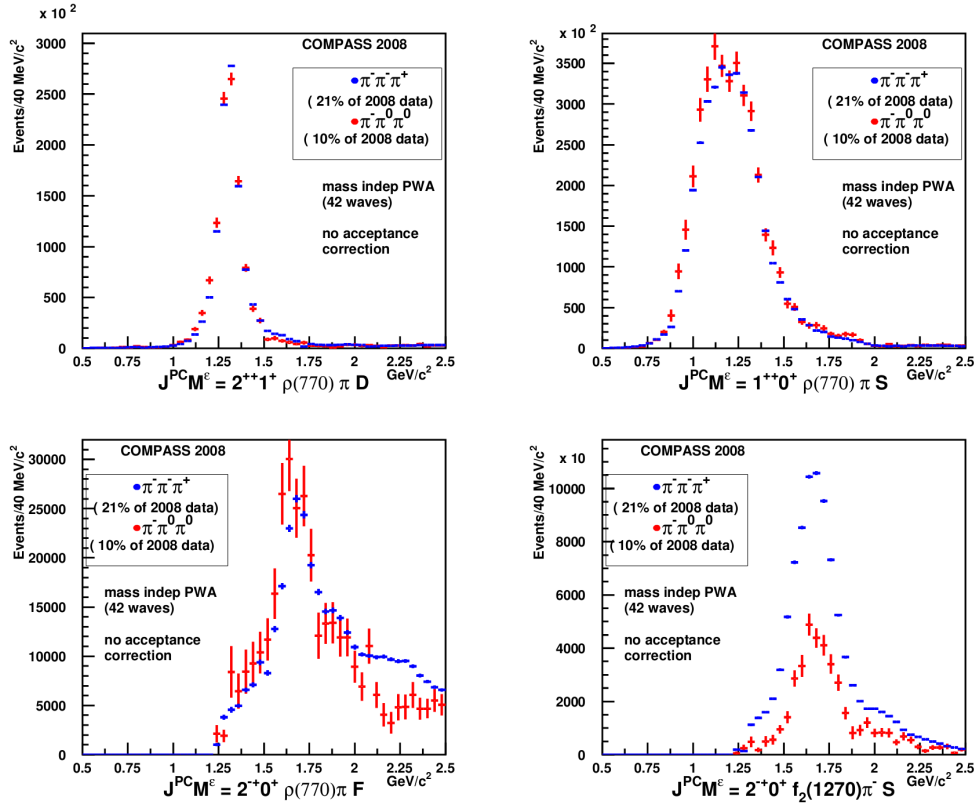 x 10²
Events/40 MeV/c²
3000
2500
2000
1500
1000
500
0
COMPASS 2008
π⁻π⁻π⁺
( 21% of 2008 data)
π⁻π⁰π⁰
( 10% of 2008 data)
mass indep PWA
(42 waves)
no acceptance
correction
0.5 0.75 1 1.25 1.5 1.75 2 2.25 2.5
GeV/c²
J^PC M^ε = 2⁺⁺1⁺ ρ(770) π D
x 10²
Events/40 MeV/c²
3500
3000
2500
2000
1500
1000
500
0
COMPASS 2008
π⁻π⁻π⁺
( 21% of 2008 data)
π⁻π⁰π⁰
( 10% of 2008 data)
mass indep PWA
(42 waves)
no acceptance
correction
0.5 0.75 1 1.25 1.5 1.75 2 2.25 2.5
GeV/c²
J^PC M^ε = 1⁺⁺0⁺ ρ(770) π S
Events/40 MeV/c²
30000
25000
20000
15000
10000
5000
0
COMPASS 2008
π⁻π⁻π⁺
( 21% of 2008 data)
π⁻π⁰π⁰
( 10% of 2008 data)
mass indep PWA
(42 waves)
no acceptance
correction
0.5 0.75 1 1.25 1.5 1.75 2 2.25 2.5
GeV/c²
J^PC M^ε = 2⁻⁺0⁺ ρ(770)π F
x 10
Events/40 MeV/c²
10000
8000
6000
4000
2000
0
COMPASS 2008
π⁻π⁻π⁺
( 21% of 2008 data)
π⁻π⁰π⁰
( 10% of 2008 data)
mass indep PWA
(42 waves)
no acceptance
correction
0.5 0.75 1 1.25 1.5 1.75 2 2.25 2.5
GeV/c²
J^PC M^ε = 2⁻⁺0⁺ f₂(1270)π⁻ S